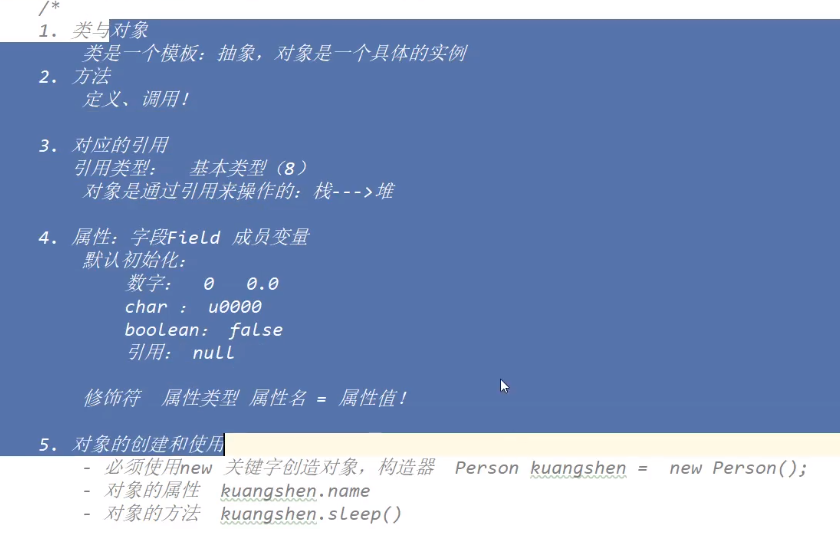 /*
1. 类与对象
类是一个模板：抽象，对象是一个具体的实例
2. 方法
定义、调用！
3. 对应的引用
引用类型： 基本类型（8）
对象是通过引用来操作的：栈--->堆
4. 属性：字段Field 成员变量
默认初始化：
数字： 0 0.0
char : u0000
boolean: false
引用： null
修饰符 属性类型 属性名 = 属性值！
5. 对象的创建和使用
- 必须使用new 关键字创造对象，构造器 Person kuangshen = new Person();
- 对象的属性 kuangshen.name
- 对象的方法 kuangshen.sleep()